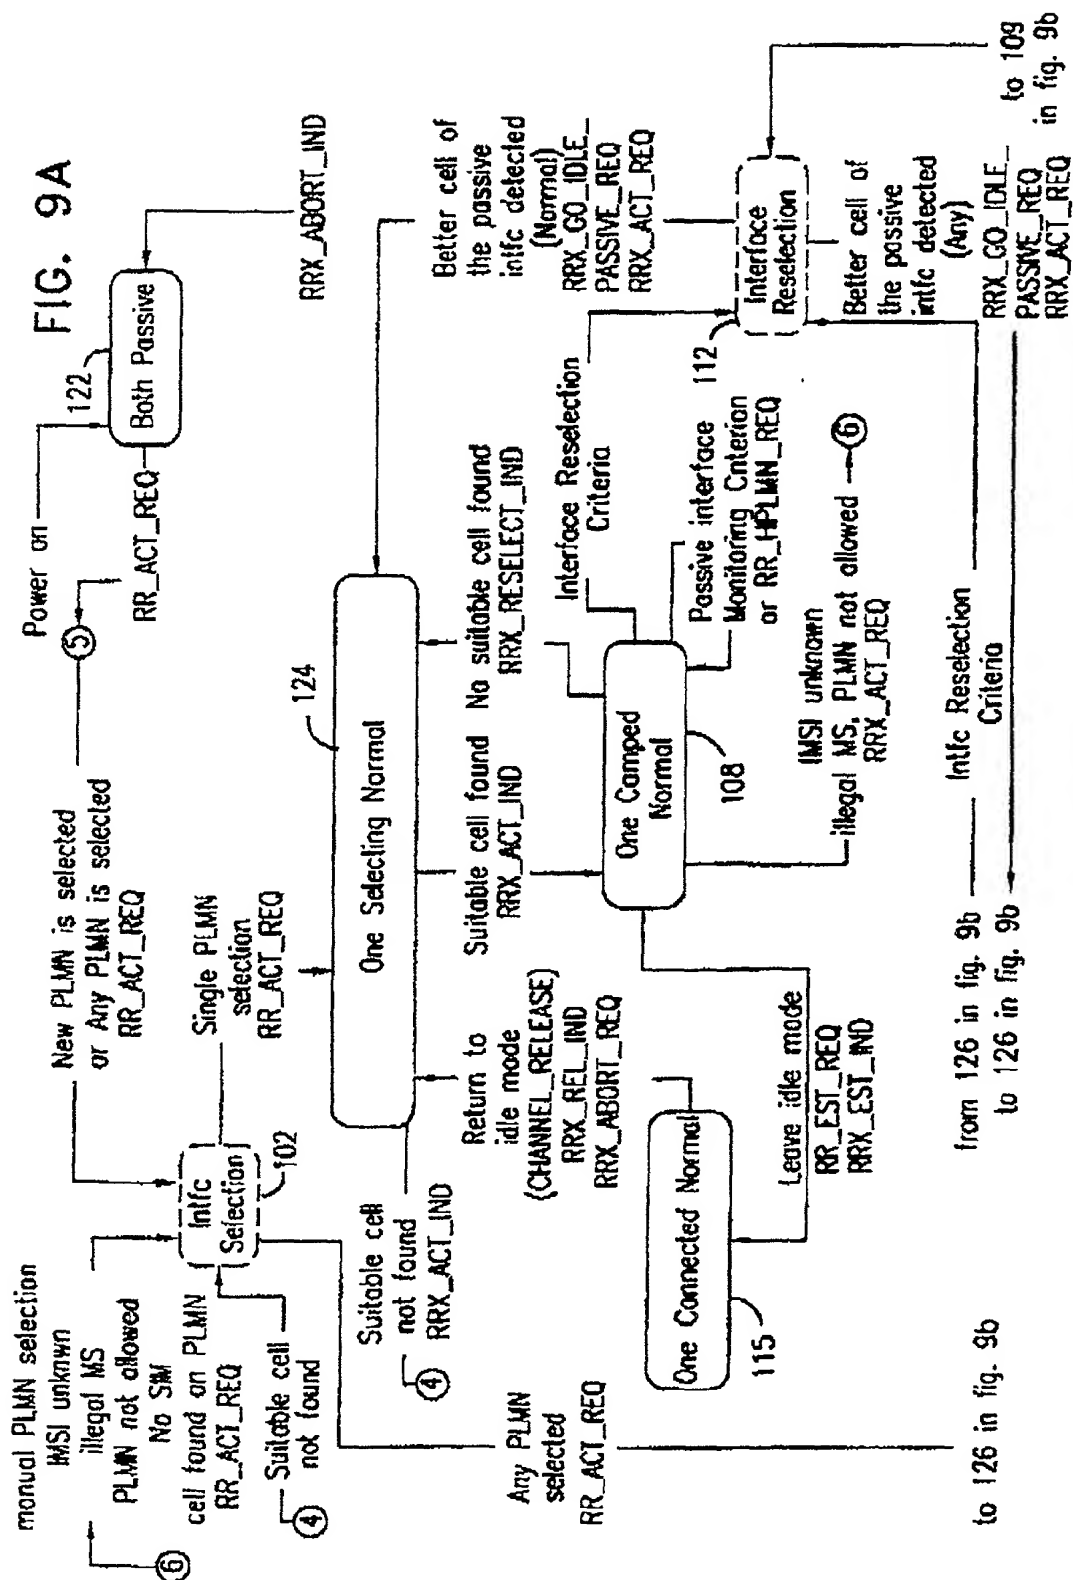 FIG. 9A
Power on
122
Both Passive
RR_ACT_REQ
5
RRX_ABORT_IND
New PLMN is selected
or Any PLMN is selected
RR_ACT_REQ
manual PLMN selection
IMSI unknown
illegal MS
PLMN not allowed
No SIM
cell found on PLMN
RR_ACT_REQ
6
Intfc
Selection
102
4
Suitable cell
not found
Single PLMN
selection
RR_ACT_REQ
124
One Selecting Normal
Better cell of
the passive
intfc detected
(Normal)
RRX_GO_IDLE_
PASSIVE_REQ
RRX_ACT_REQ
Suitable cell
not found
RRX_ACT_IND
4
Return to
idle mode
(CHANNEL_RELEASE)
RRX_REL_IND
RRX_ABORT_REQ
Suitable cell found
RRX_ACT_IND
No suitable cell found
RRX_RESELECT_IND
Interface Reselection
Criteria
112
Interface
Reselection
One Camped
Normal
108
Passive interface
Monitoring Criterion
or RR_HPLMN_REQ
Better cell of
the passive
intfc detected
(Any)
RRX_GO_IDLE_
PASSIVE_REQ
RRX_ACT_REQ
One Connected Normal
115
Leave idle mode
RR_EST_REQ
RRX_EST_IND
IMSI unknown
illegal MS, PLMN not allowed
RRX_ACT_REQ
6
Any PLMN
selected
RR_ACT_REQ
to 126 in fig. 9b
from 126 in fig. 9b
Intfc Reselection
Criteria
to 126 in fig. 9b
to 109
in fig. 9b